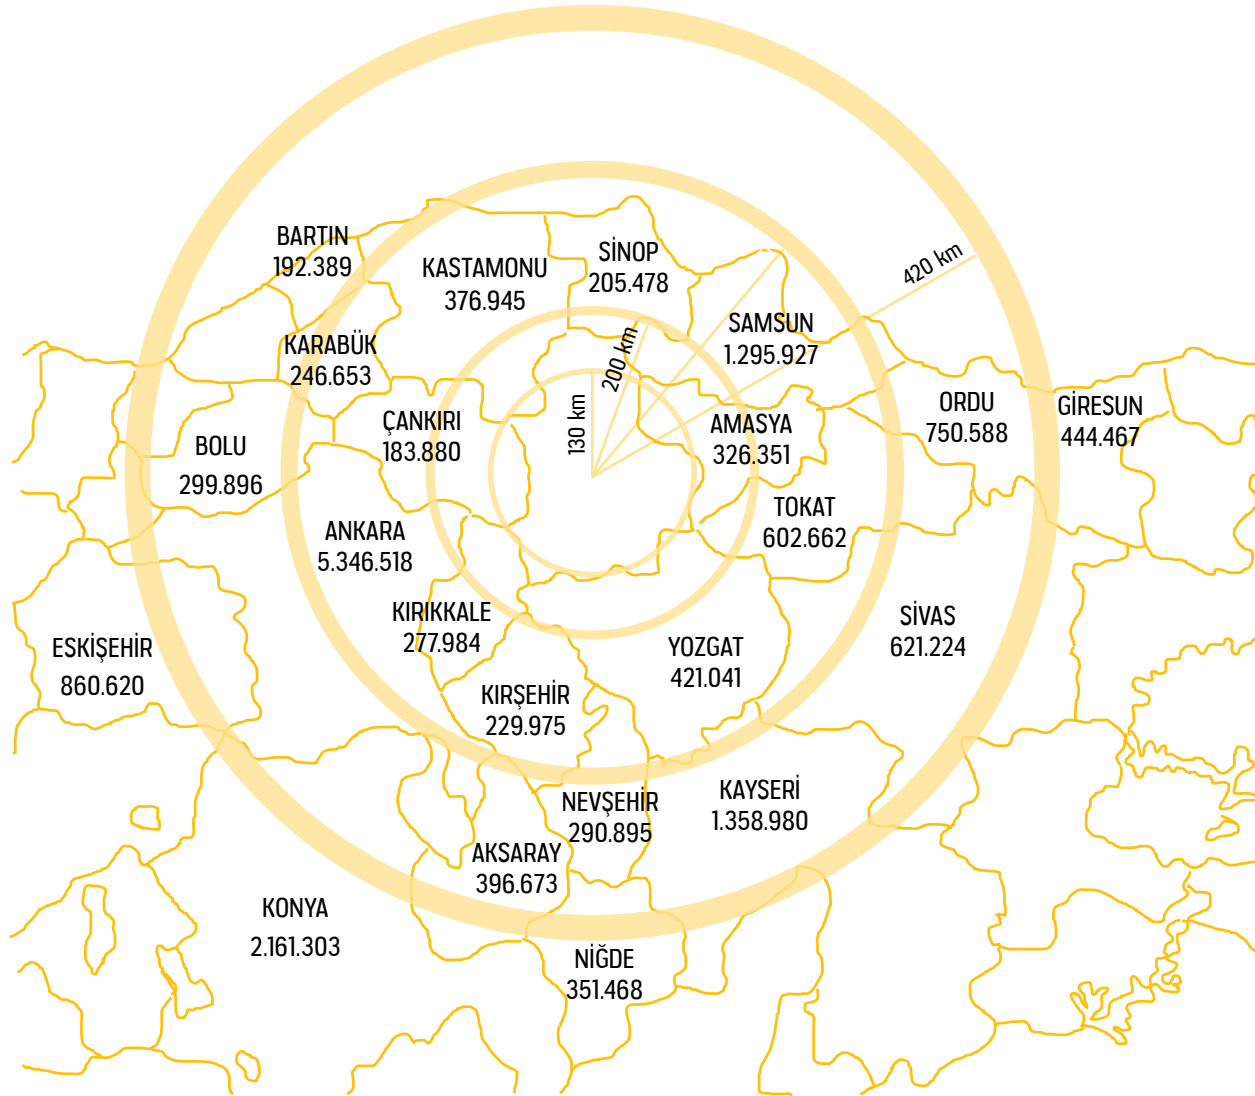 BARTIN
192.389
KASTAMONU
376.945
SİNOP
205.478
420 km
KARABÜK
246.653
200 km
SAMSUN
1.295.927
BOLU
299.896
ÇANKIRI
183.880
130 km
AMASYA
326.351
ORDU
750.588
GİRESUN
444.467
ANKARA
5.346.518
TOKAT
602.662
ESKİŞEHİR
860.620
KIRIKKALE
277.984
KIRŞEHİR
229.975
YOZGAT
421.041
SİVAS
621.224
NEVŞEHİR
290.895
KAYSERİ
1.358.980
AKSARAY
396.673
KONYA
2.161.303
NİĞDE
351.468